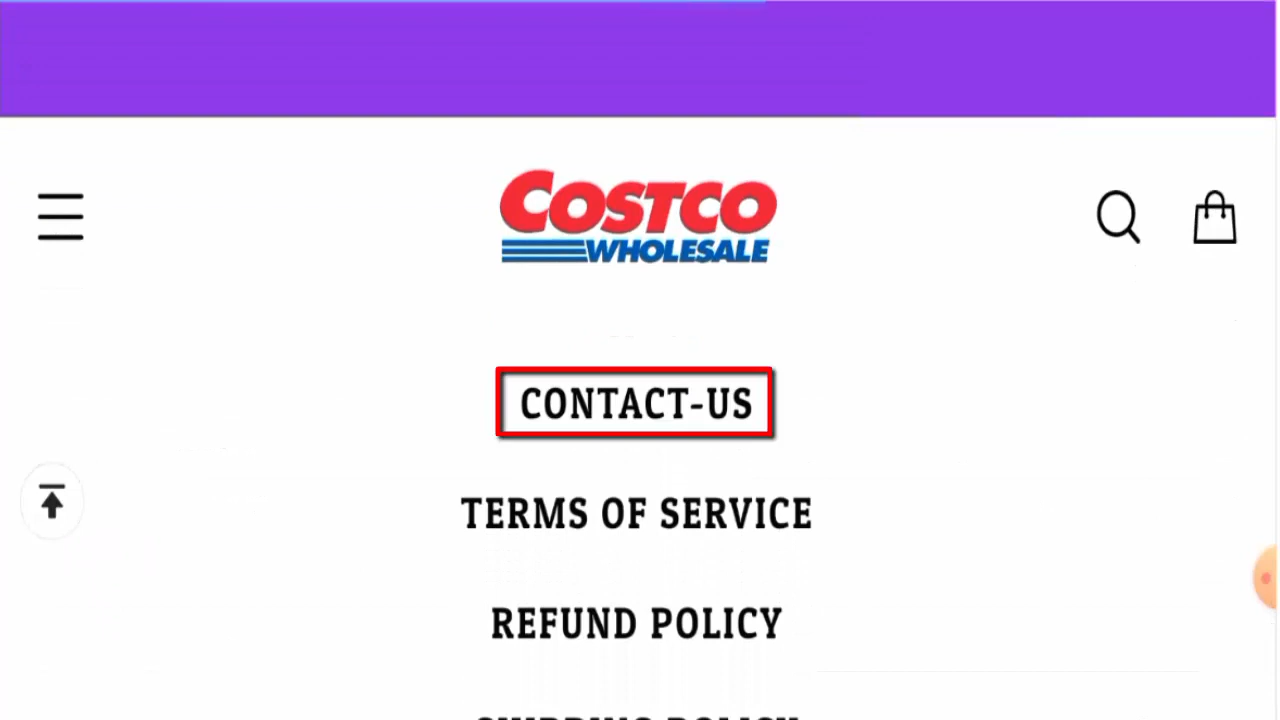 COSTCO
WHOLESALE
CONTACT-US
TERMS OF SERVICE
REFUND POLICY